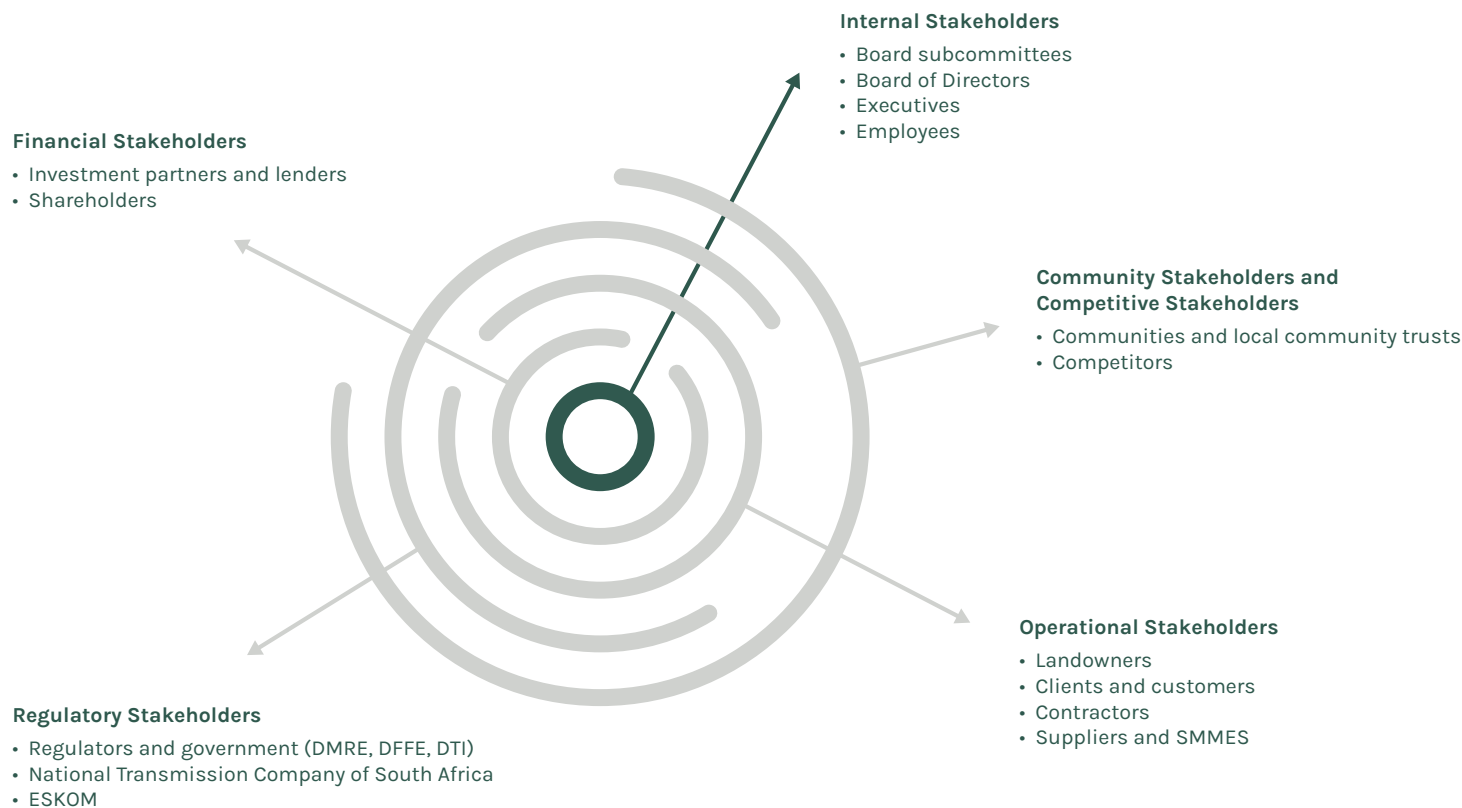 Internal Stakeholders
• Board subcommittees
• Board of Directors
• Executives
• Employees
Financial Stakeholders
• Investment partners and lenders
• Shareholders
Community Stakeholders and
Competitive Stakeholders
• Communities and local community trusts
• Competitors
Operational Stakeholders
• Landowners
• Clients and customers
• Contractors
• Suppliers and SMMES
Regulatory Stakeholders
• Regulators and government (DMRE, DFFE, DTI)
• National Transmission Company of South Africa
• ESKOM